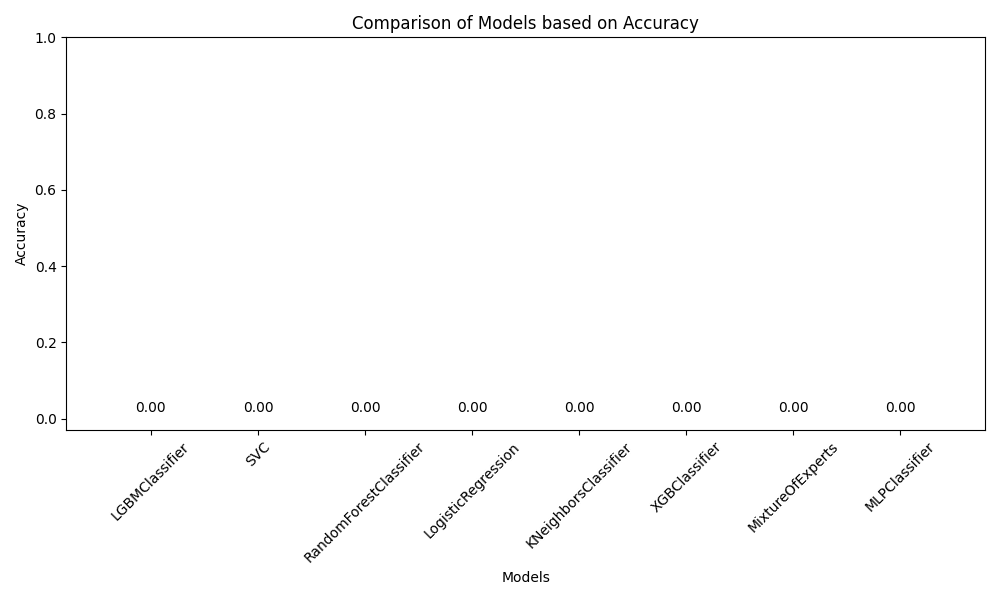 Comparison of Models based on Accuracy
1.0
0.8
0.6
0.4
0.2
0.0
Accuracy
0.00 0.00 0.00 0.00 0.00 0.00 0.00 0.00
LGBMClassifier SVC RandomForestClassifier LogisticRegression KNeighborsClassifier XGBClassifier MixtureOfExperts MLPClassifier
Models